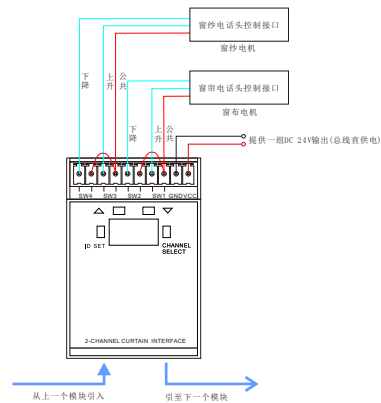 窗纱电话头控制接口
窗纱电机
下降
上升
公共
窗帘电话头控制接口
窗布电机
下降
上升
公共
提供一组DC 24V输出(总线直供电)
SW4 SW3 SW2 SW1 GND VCC
ID SET
CHANNEL
SELECT
2-CHANNEL CURTAIN INTERFACE
从上一个模块引入
引至下一个模块